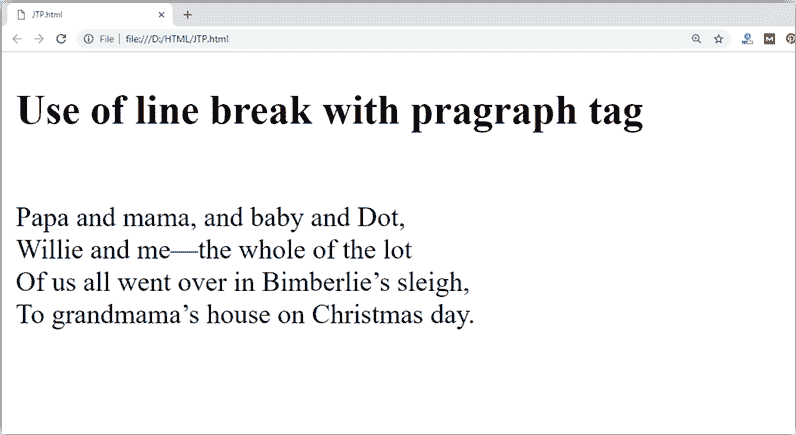 JTP.html
File | file:///D:/HTML/JTP.html
Use of line break with pragraph tag
Papa and mama, and baby and Dot,
Willie and me—the whole of the lot
Of us all went over in Bimberlie’s sleigh,
To grandmama’s house on Christmas day.